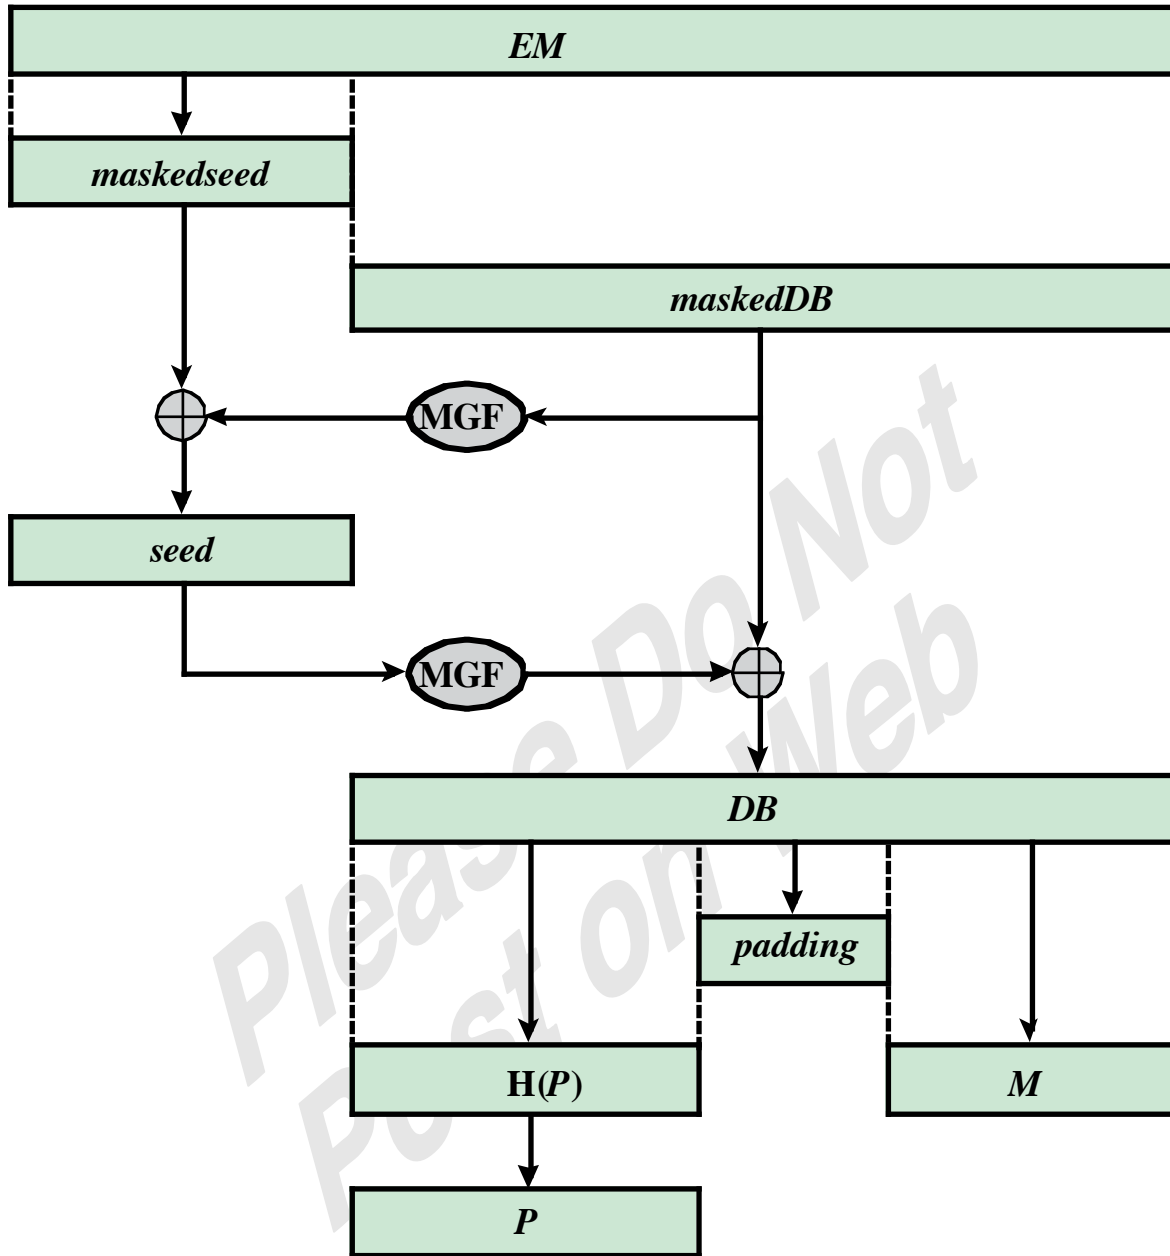 EM
maskedseed
maskedDB
MGF
seed
MGF
DB
padding
H(P)
M
P
Please Do Not
Post on Web